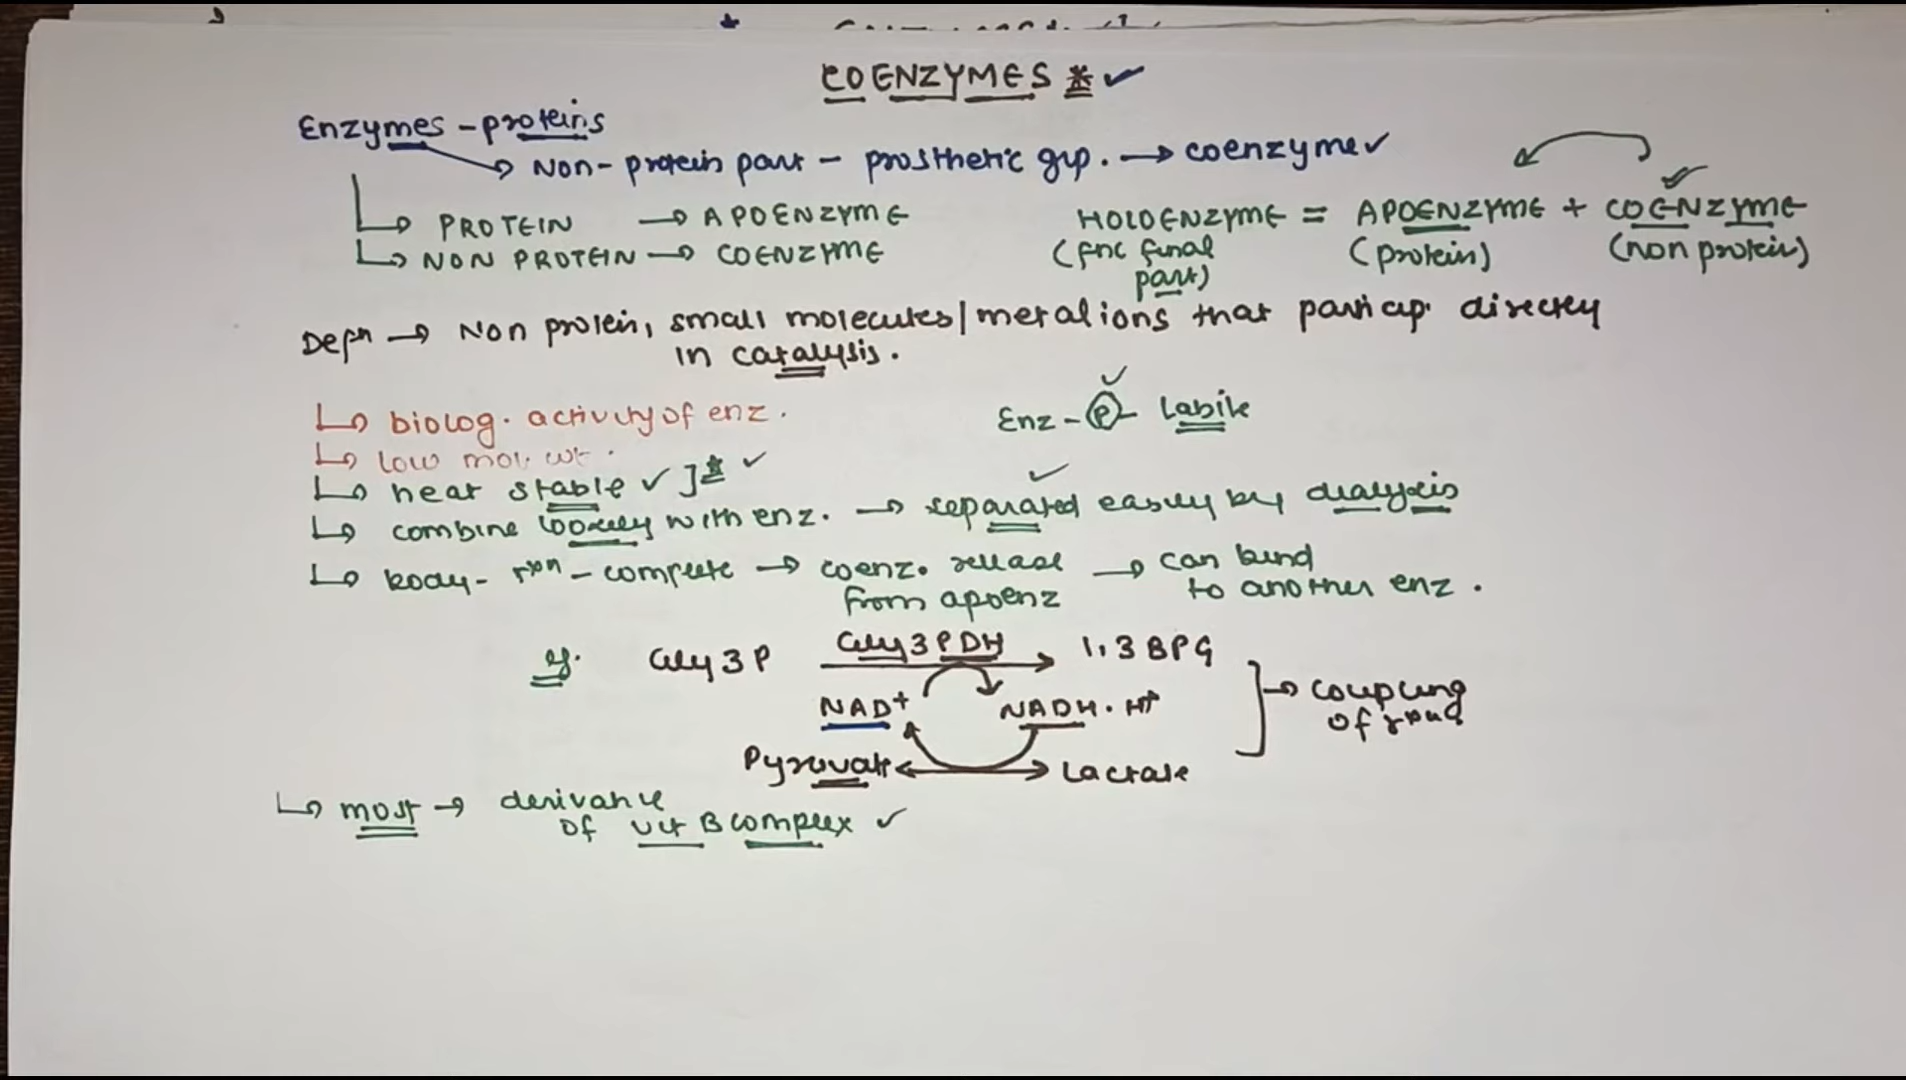 COENZYMES * ✓
Enzymes - proteins
→ Non-protein part - prosthetic grp. → coenzyme ✓
↳ PROTEIN → APOENZYME
↳ NON PROTEIN → COENZYME
HOLOENZYME = APOENZYME + COENZYME
(fnc final part) (protein) (non protein)
Defn → Non protein, small molecules/metal ions that particip. directly
in catalysis.
↳ biolog. activity of enz.
Enz - (P) - Labile
↳ low mol. wt.
↳ heat stable ✓ ]* ✓
↳ combine loosely with enz. → separated easily by dialysis
↳ body - rxn - complete → coenz. release from apoenz → can bind to another enz.
eg. Gly 3 P Gly 3 P DH → 1,3 BPG
NAD+ NADH·H+
Pyruvate ↔ Lactate
] → coupling of rxns
↳ most → derivative
of vit B complex ✓